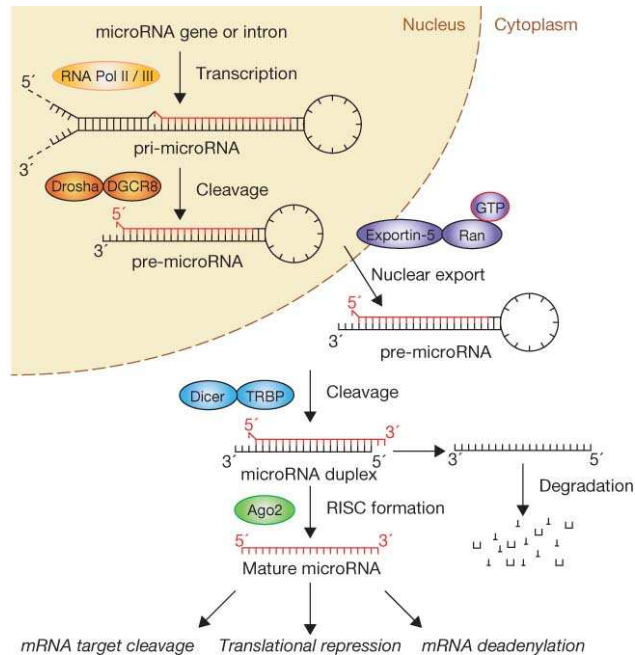 microRNA gene or intron
Nucleus
Cytoplasm
RNA Pol II / III
Transcription
5´
3´
pri-microRNA
Drosha
DGCR8
Cleavage
5´
3´
pre-microRNA
GTP
Exportin-5
Ran
Nuclear export
5´
3´
pre-microRNA
Dicer
TRBP
Cleavage
5´
3´
3´
5´
microRNA duplex
3´
5´
Degradation
Ago2
RISC formation
5´
3´
Mature microRNA
mRNA target cleavage
Translational repression
mRNA deadenylation